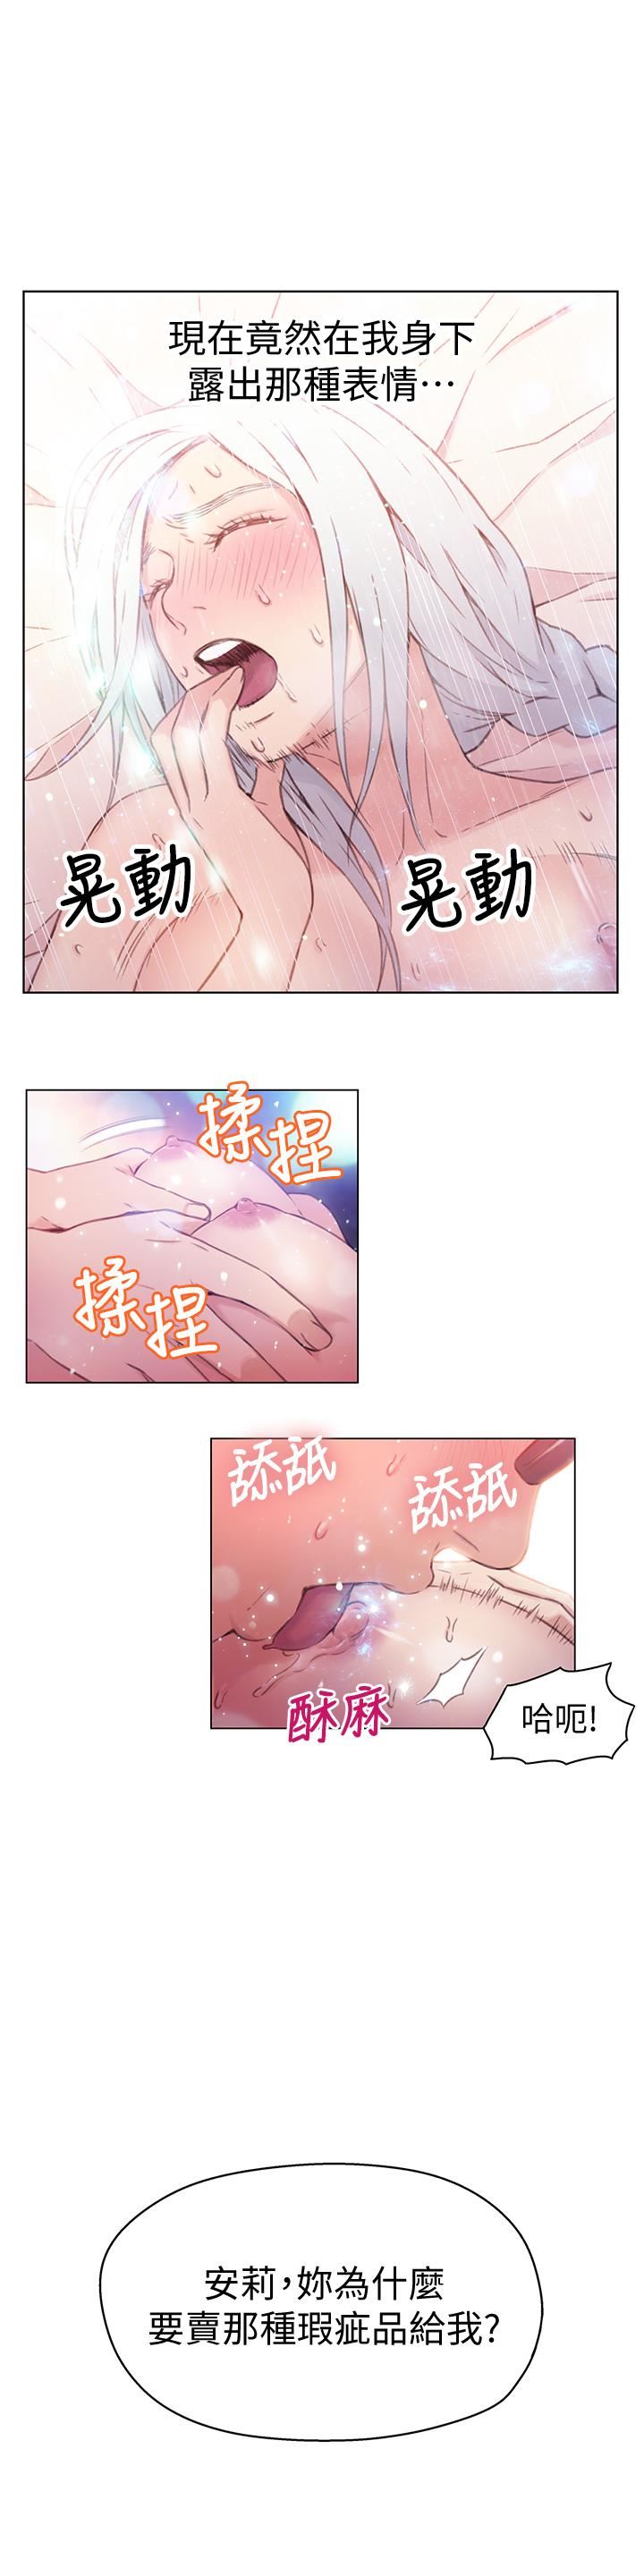 現在竟然在我身下
露出那種表情…
晃動
晃動
揉捏
揉捏
舔舐
舔舐
酥麻
哈呃!
安莉,妳為什麼
要賣那種瑕疵品給我?